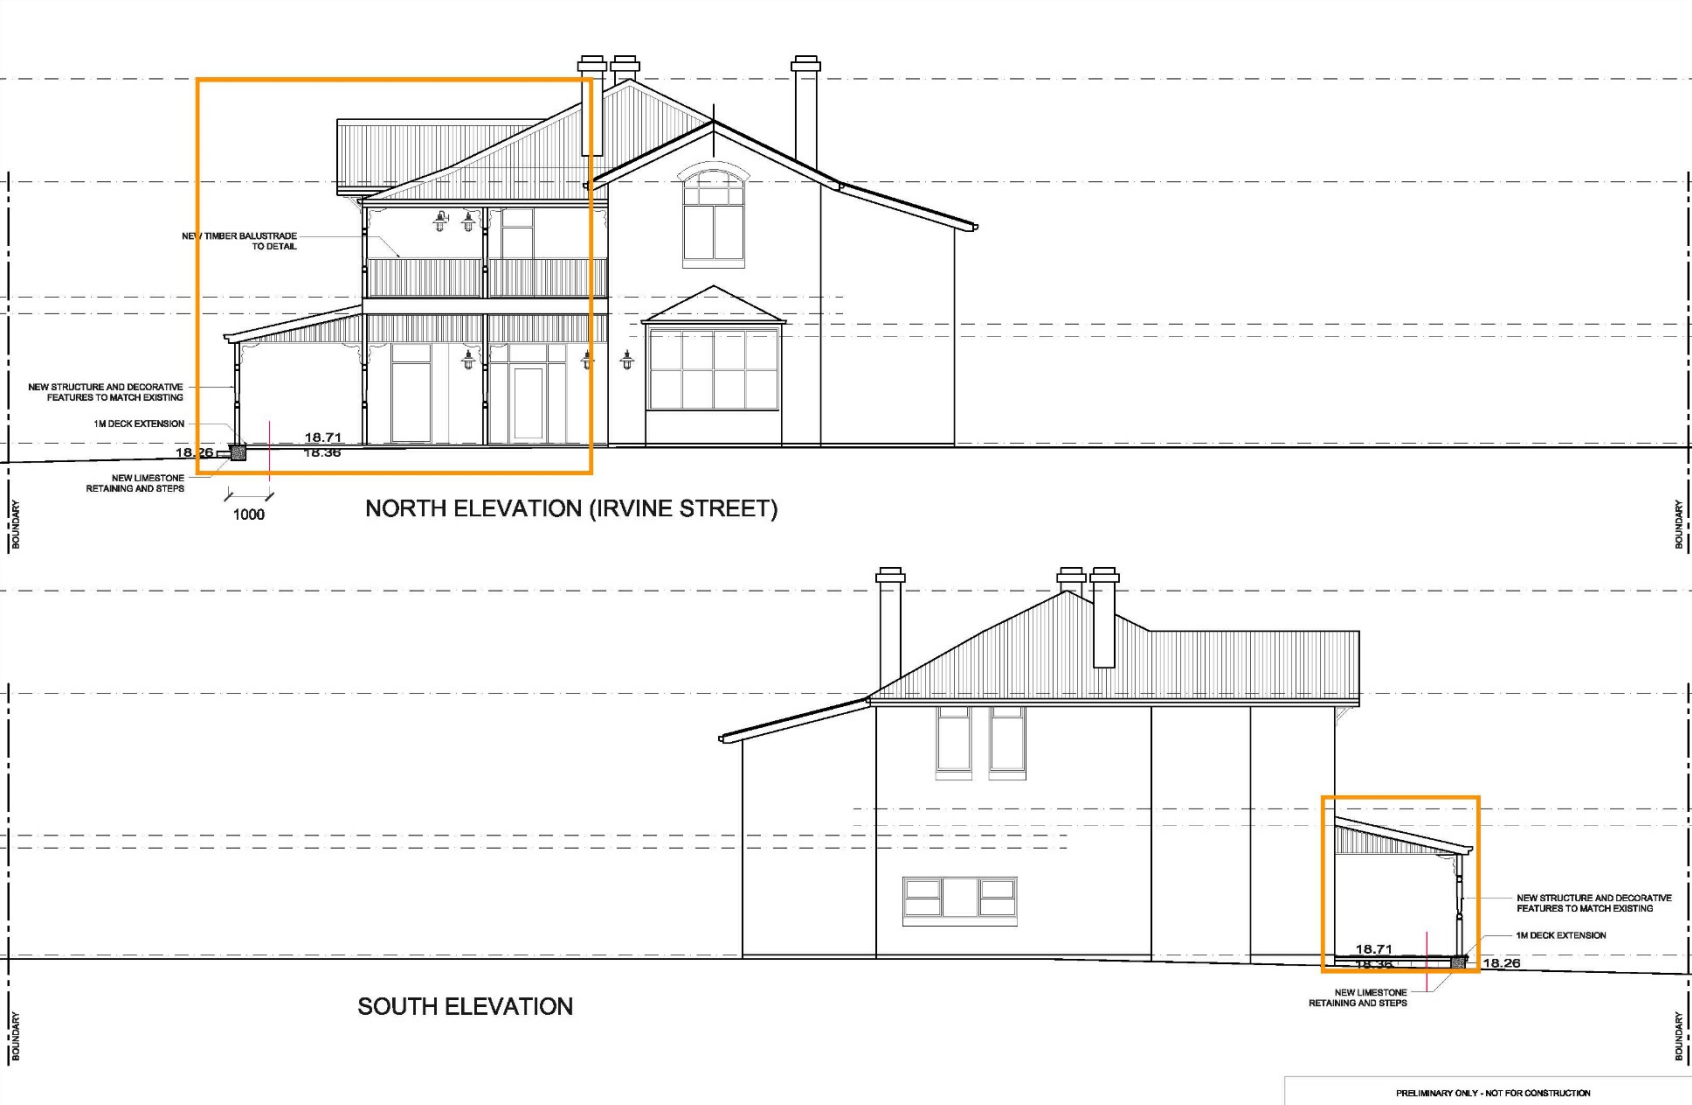 NEW TIMBER BALUSTRADE
TO DETAIL
NEW STRUCTURE AND DECORATIVE
FEATURES TO MATCH EXISTING
1M DECK EXTENSION
18.71
18.26
18.36
NEW LIMESTONE
RETAINING AND STEPS
1000
NORTH ELEVATION (IRVINE STREET)
BOUNDARY
BOUNDARY
NEW STRUCTURE AND DECORATIVE
FEATURES TO MATCH EXISTING
1M DECK EXTENSION
18.71
18.36
18.26
NEW LIMESTONE
RETAINING AND STEPS
SOUTH ELEVATION
BOUNDARY
BOUNDARY
PRELIMINARY ONLY - NOT FOR CONSTRUCTION